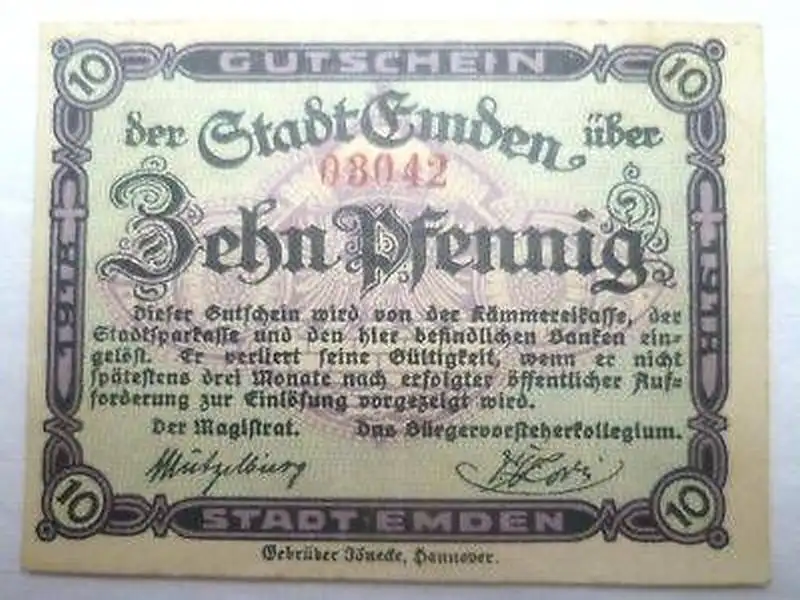 GUTSCHEIN
10
10
der Stadt Emden über
03042
Zehn Pfennig
1918
1918
Dieser Gutschein wird von der Kämmereikasse, der
Stadtsparkasse und den hier befindlichen Banken ein-
gelöst. Er verliert seine Gültigkeit, wenn er nicht
spätestens drei Monate nach erfolgter öffentlicher Auf-
forderung zur Einlösung vorgezeigt wird.
Der Magistrat. Das Bürgervorsteherkollegium.
Mützelburg
10
10
STADT EMDEN
Gebrüder Jänecke, Hannover.